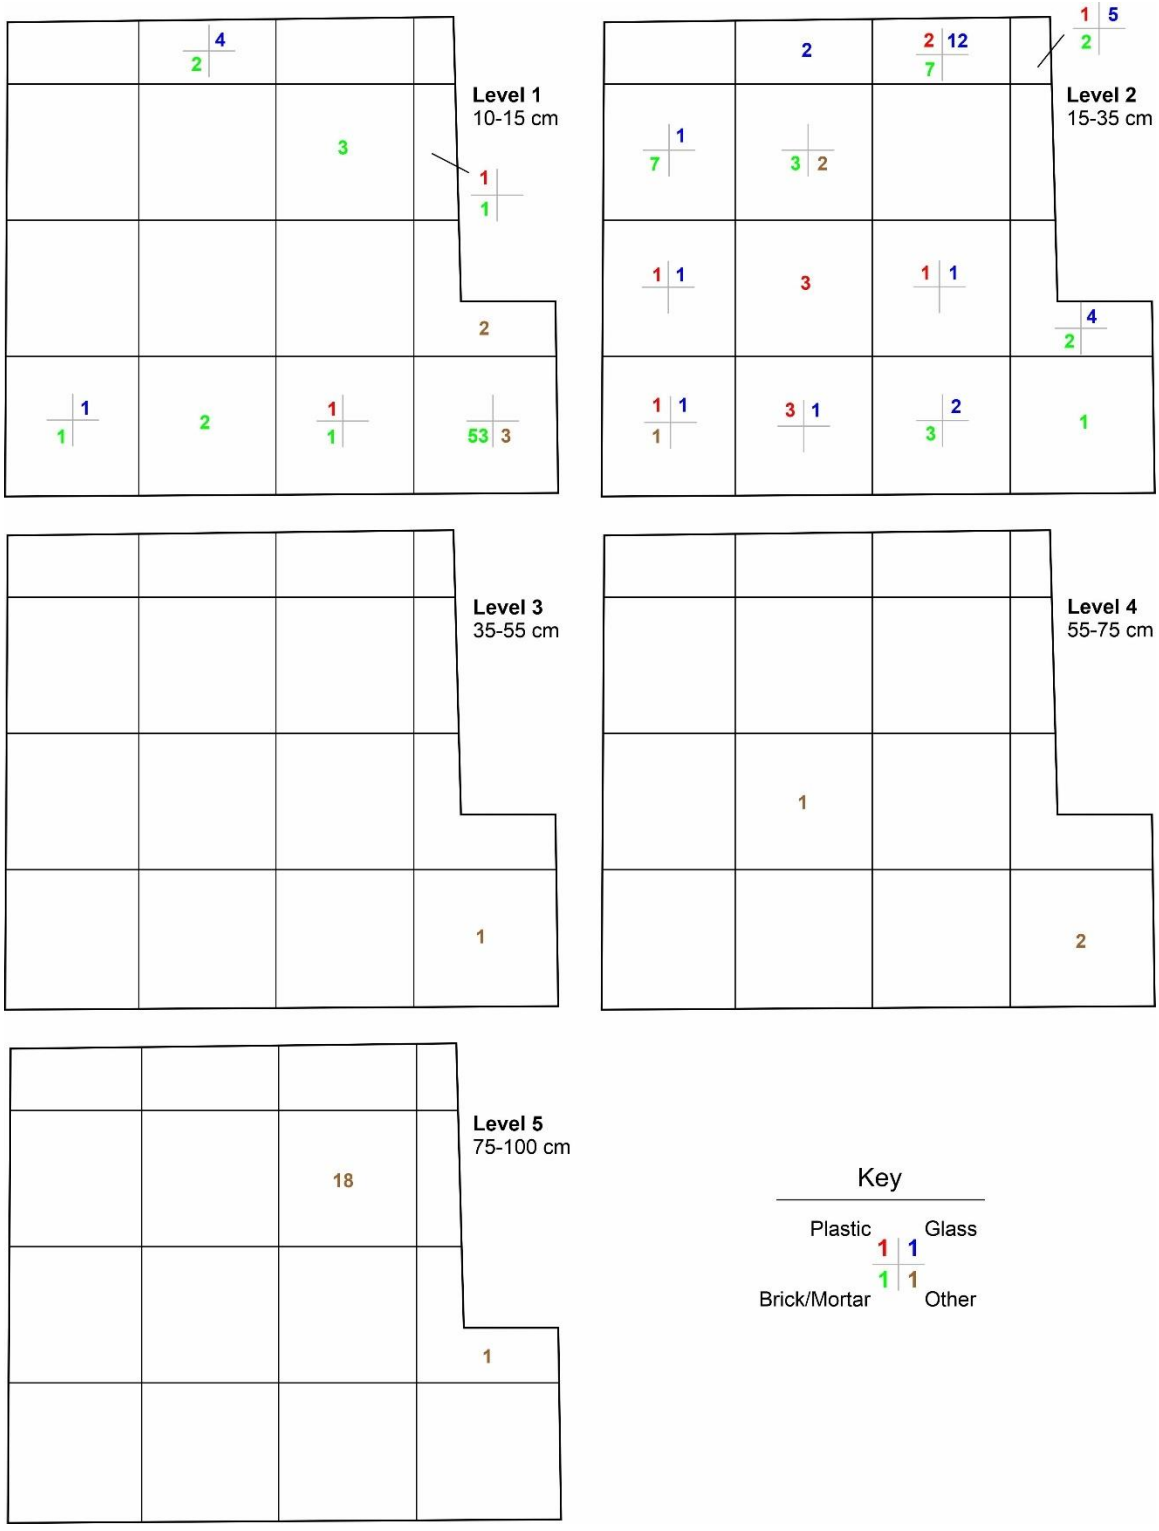 4
2
Level 1
10-15 cm
3
1
1
2
1
1
2
1
1
53 3
1 5
2
2
2 12
7
Level 2
15-35 cm
1
7
3 2
1 1
3
1 1
4
2
1 1
1
3 1
2
3
1
Level 3
35-55 cm
1
Level 4
55-75 cm
1
2
Level 5
75-100 cm
18
1
Key
Plastic Glass
1 1
1 1
Brick/Mortar Other